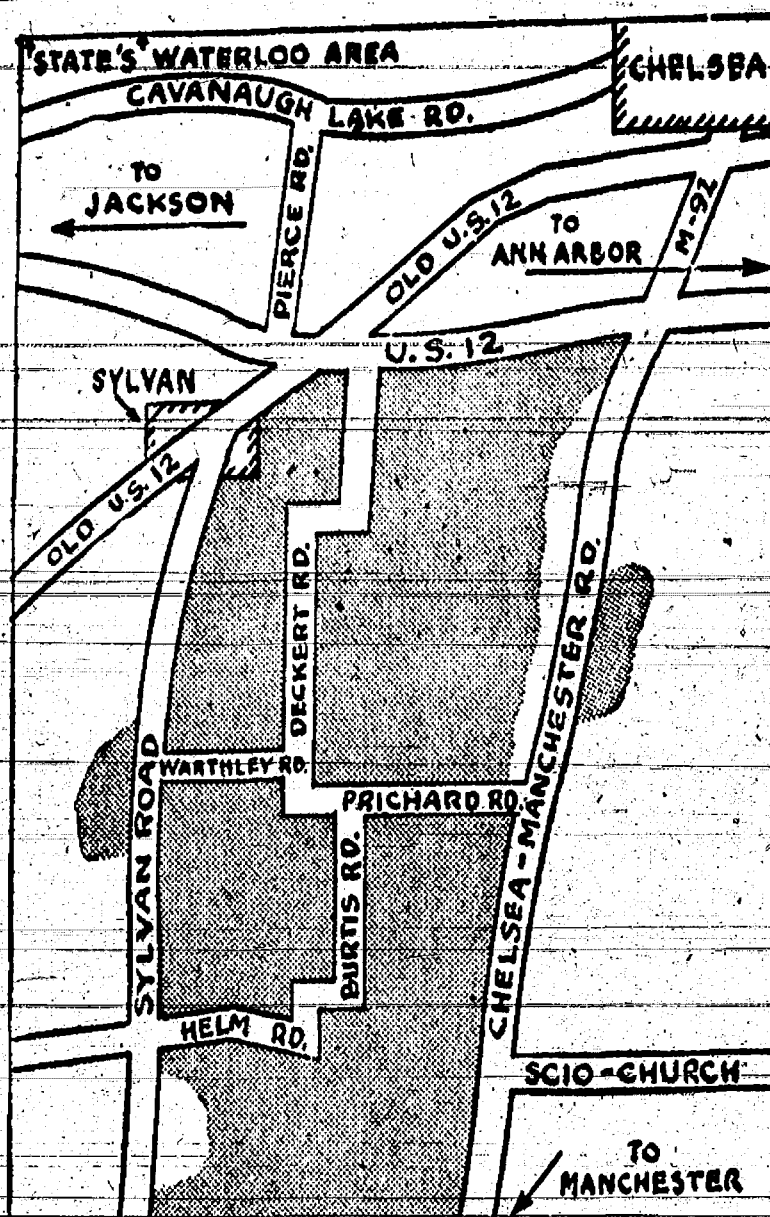 "STATE'S" WATERLOO AREA
CHELSEA
CAVANAUGH LAKE RD.
TO
JACKSON
PIERCE RD.
OLD U.S.12
M-92
TO
ANN ARBOR
U.S.12
SYLVAN
OLD U.S.12
DECKERT RD.
CHELSEA-MANCHESTER RD.
SYLVAN ROAD
WARTHLEY RD.
PRICHARD RD.
BURTIS RD.
HELM RD.
SCIO-CHURCH
TO
MANCHESTER